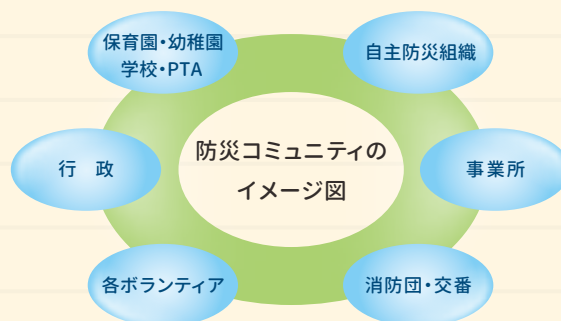 保育園・幼稚園
学校・PTA
自主防災組織
防災コミュニティの
イメージ図
行　政
事業所
各ボランティア
消防団・交番